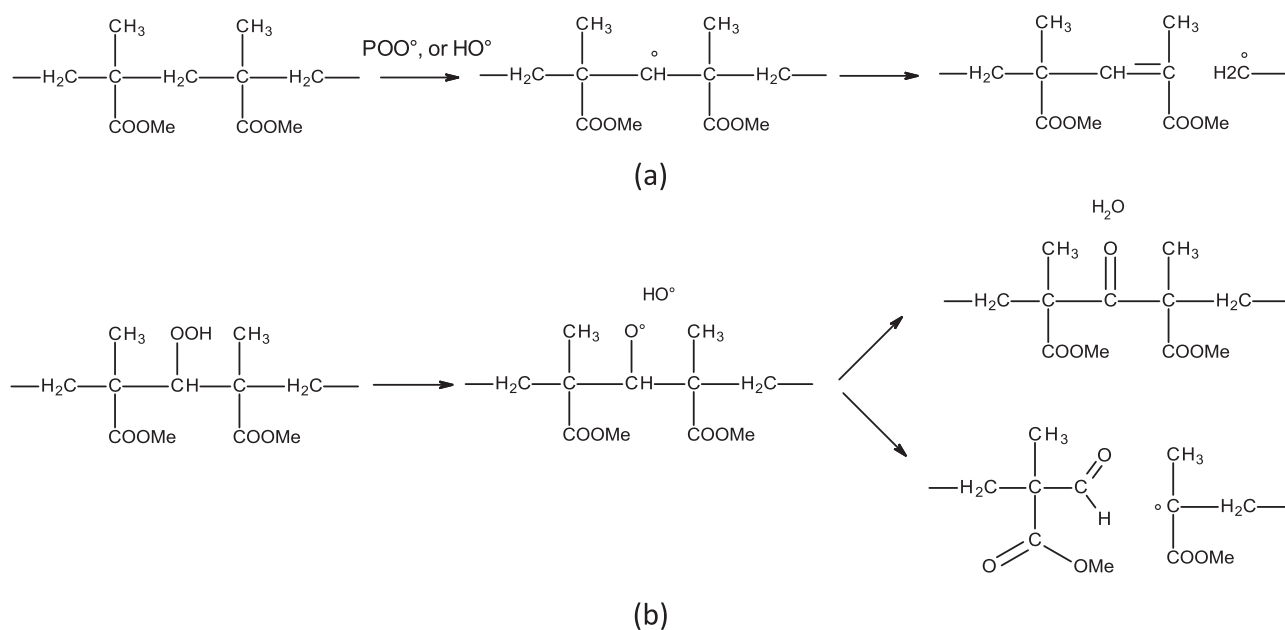 CH₃ CH₃ CH₃ CH₃ CH₃ CH₃
POO°, or HO° ° °
H₂C C H₂C C H₂C H₂C C CH C H₂C H₂C C CH C H2C
COOMe COOMe COOMe COOMe COOMe COOMe
(a)
H₂O
CH₃ O CH₃
HO°
H₂C C C C H₂C
CH₃ OOH CH₃ CH₃ O° CH₃
COOMe COOMe
H₂C C CH C H₂C H₂C C CH C H₂C
COOMe COOMe COOMe COOMe
CH₃ O CH₃
H₂C C C ° C H₂C
H
C COOMe
O OMe
(b)